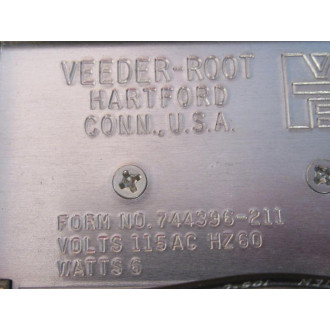 VEEDER-ROOT
HARTFORD
CONN., U.S.A.
FORM NO. 744396-211
VOLTS 115AC HZ60
WATTS 6